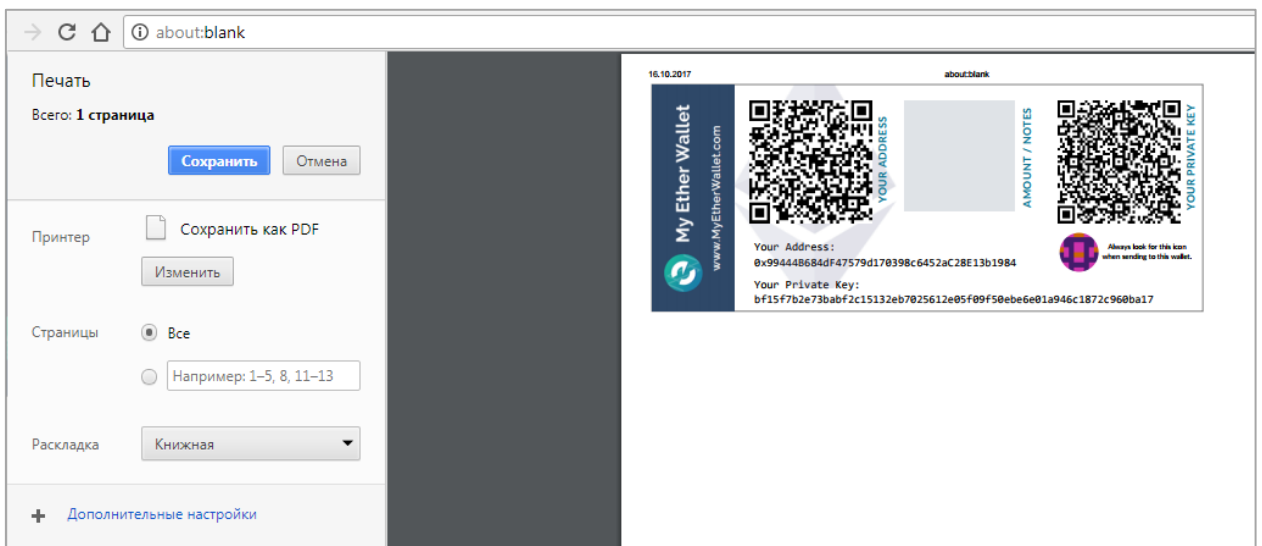 about:blank
Печать
Всего: 1 страница
Сохранить
Отмена
Принтер
Сохранить как PDF
Изменить
Страницы
Все
Например: 1–5, 8, 11–13
Раскладка
Книжная
Дополнительные настройки
16.10.2017
about:blank
My Ether Wallet
www.MyEtherWallet.com
YOUR ADDRESS
AMOUNT / NOTES
YOUR PRIVATE KEY
Your Address:
0x99444B684dF47579d170398c6452aC28E13b1984
Always look for this icon
when sending to this wallet.
Your Private Key:
bf15f7b2e73babf2c15132eb7025612e05f09f50ebe6e01a946c1872c960ba17